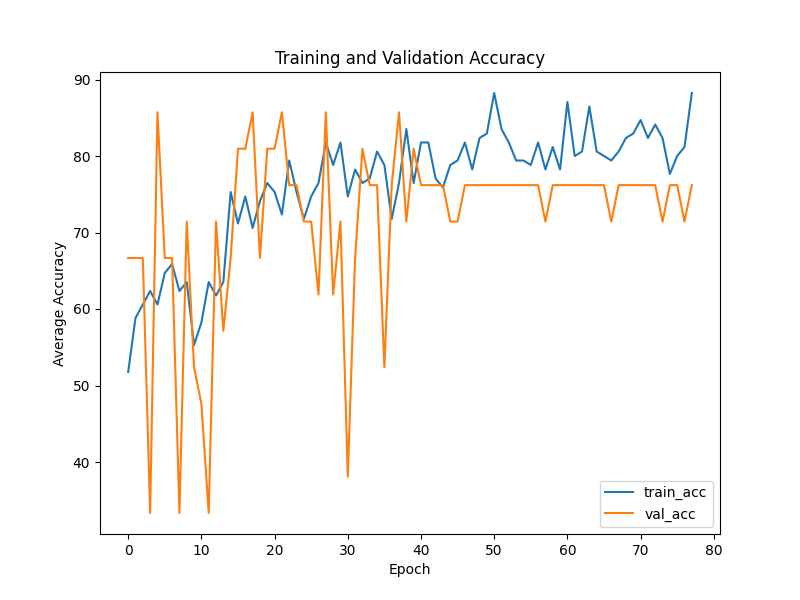 Training and Validation Accuracy
90
80
70
60
50
40
Average Accuracy
train_acc
val_acc
0 10 20 30 40 50 60 70 80
Epoch